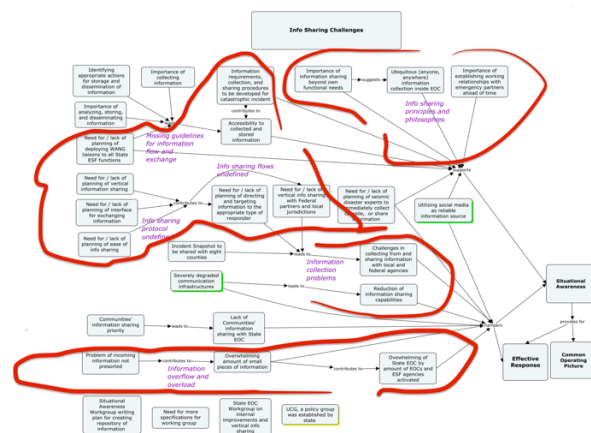 Info Sharing Challenges
Identifying
appropriate actions
for storage and
dissemination of
information
Importance of
collecting
information
Information
requirements,
collection, and
sharing procedures
to be developed for
catastrophic incident
Importance of
information sharing
beyond own
functional needs
suggests
Ubiquitous (anyone,
anywhere)
information
collection inside EOC
Importance of
establishing working
relationships with
emergency partners
ahead of time
Importance of
analyzing, storing, and
disseminating
information
contributes to
Accessibility to
collected and
stored information
Info sharing
principles and
philosophies
Missing guidelines
for information
flow and
exchange
Need for / lack of
planning of
deploying WANG
liaisons to all State
ESF functions
Info sharing flows
undefined
supports
Need for / lack of
planning of vertical
information sharing
Need for / lack of
planning of interface
for exchanging
information
Need for / lack of
planning of ease of
info sharing
contributes to
Info sharing
protocol
undefined
Need for / lack of
planning of directing
and targeting
information to the
appropriate type of
responder
Need for / lack of
vertical info sharing
with Federal
partners and local
jurisdictions
Need for / lack of
planning of seismic
disaster experts to
immediately collect
or share
information
Utilizing social media
as reliable
information source
Incident Snapshot to
be shared with eight
counties
leads to
Information
collection
problems
Challenges in
collecting from and
sharing information
with local and
federal agencies
Severely degraded
communication
infrastructures
leads to
Reduction of
information sharing
capabilities
Situational
Awareness
Communities'
information sharing
priority
leads to
Lack of
Communities'
information sharing
with State EOC
hampers
provides for
Problem of incoming
information not
presorted
contributes to
Overwhelming
amount of small
pieces of information
Information
overflow and
overload
contributes to
Overwhelming of
State EOC by
amount of EOCs and
ESF agencies
activated
Effective
Response
Common
Operating
Picture
Situational
Awareness
Workgroup writing
plan for creating
repository of
information
Need for more
specifications for
working group
State EOC
Workgroup on
internal
improvements and
vertical info
sharing
UCG, a policy group
was established by
state